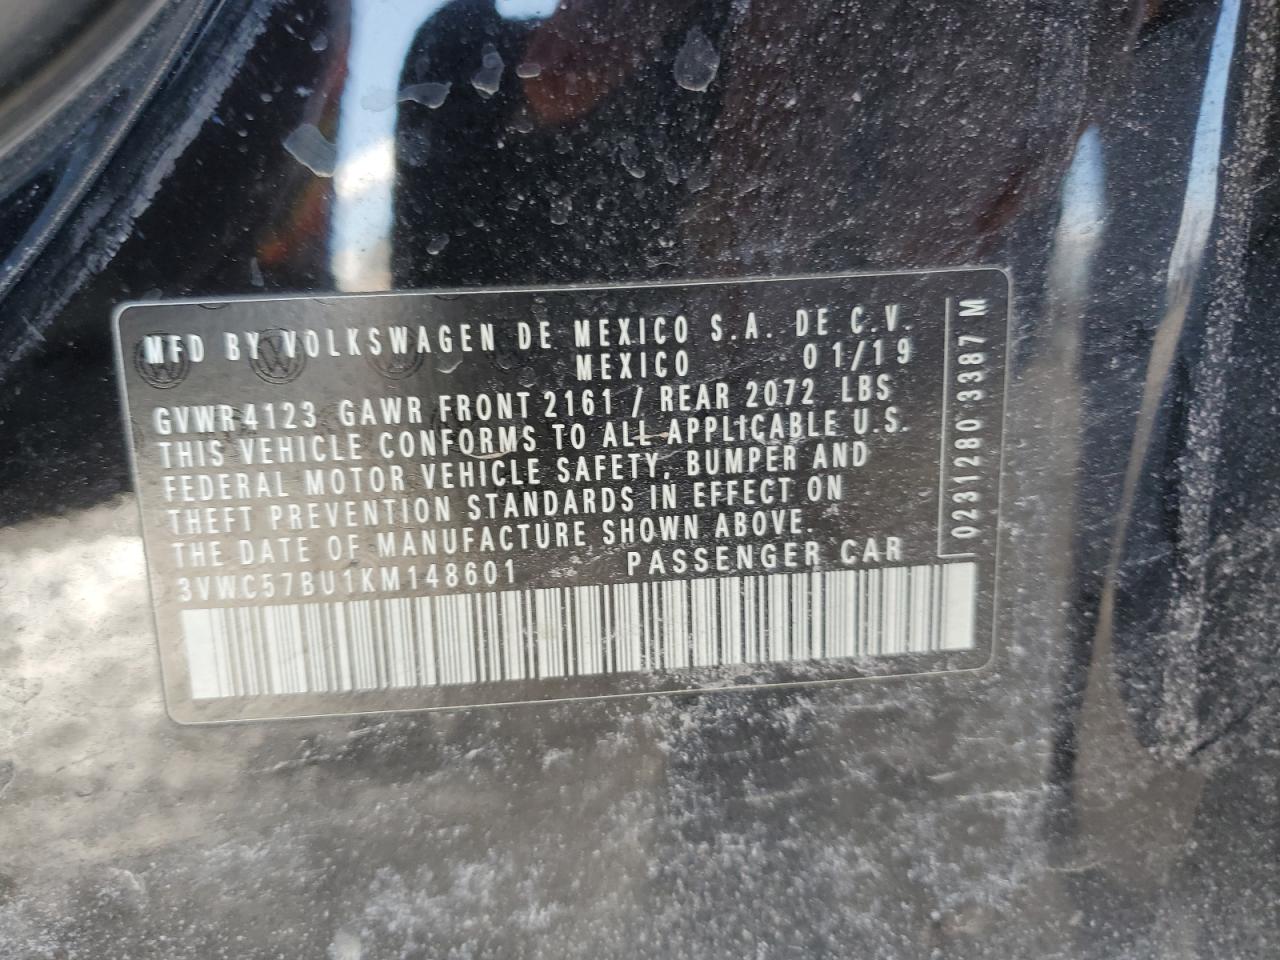 MFD BY VOLKSWAGEN DE MEXICO S.A. DE C.V.
MEXICO 01/19
GVWR 4123 GAWR FRONT 2161 / REAR 2072 LBS
THIS VEHICLE CONFORMS TO ALL APPLICABLE U.S.
FEDERAL MOTOR VEHICLE SAFETY, BUMPER AND
THEFT PREVENTION STANDARDS IN EFFECT ON
THE DATE OF MANUFACTURE SHOWN ABOVE.
3VWC57BU1KM148601 PASSENGER CAR
0231280 3387 M